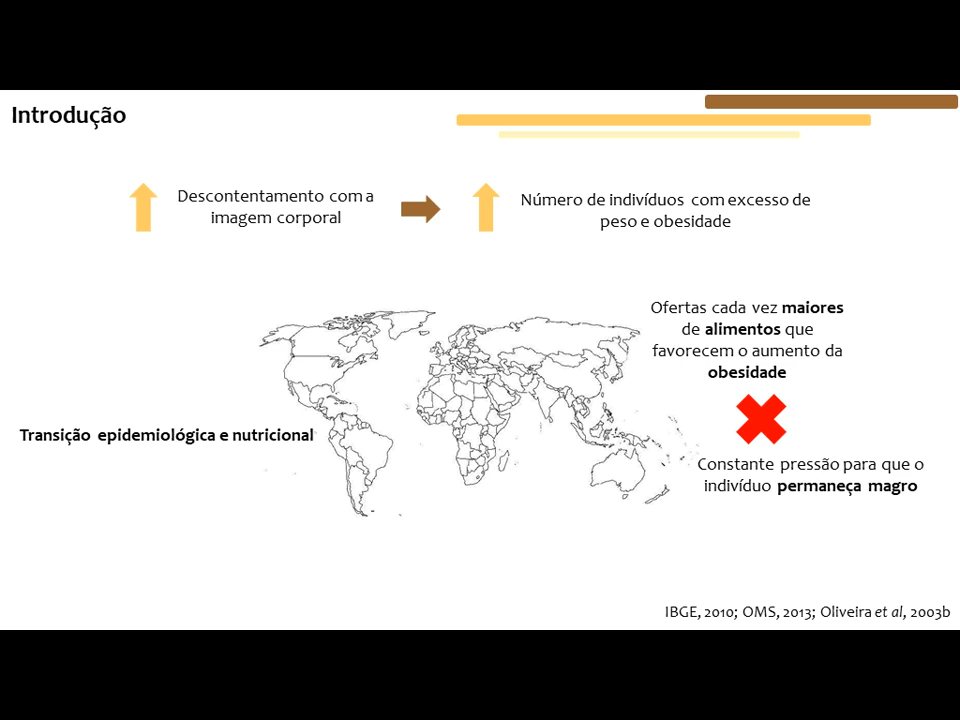 Introdução
Descontentamento com a
imagem corporal
Número de indivíduos com excesso de
peso e obesidade
Ofertas cada vez maiores
de alimentos que
favorecem o aumento da
obesidade
Transição epidemiológica e nutricional
Constante pressão para que o
indivíduo permaneça magro
IBGE, 2010; OMS, 2013; Oliveira et al, 2003b